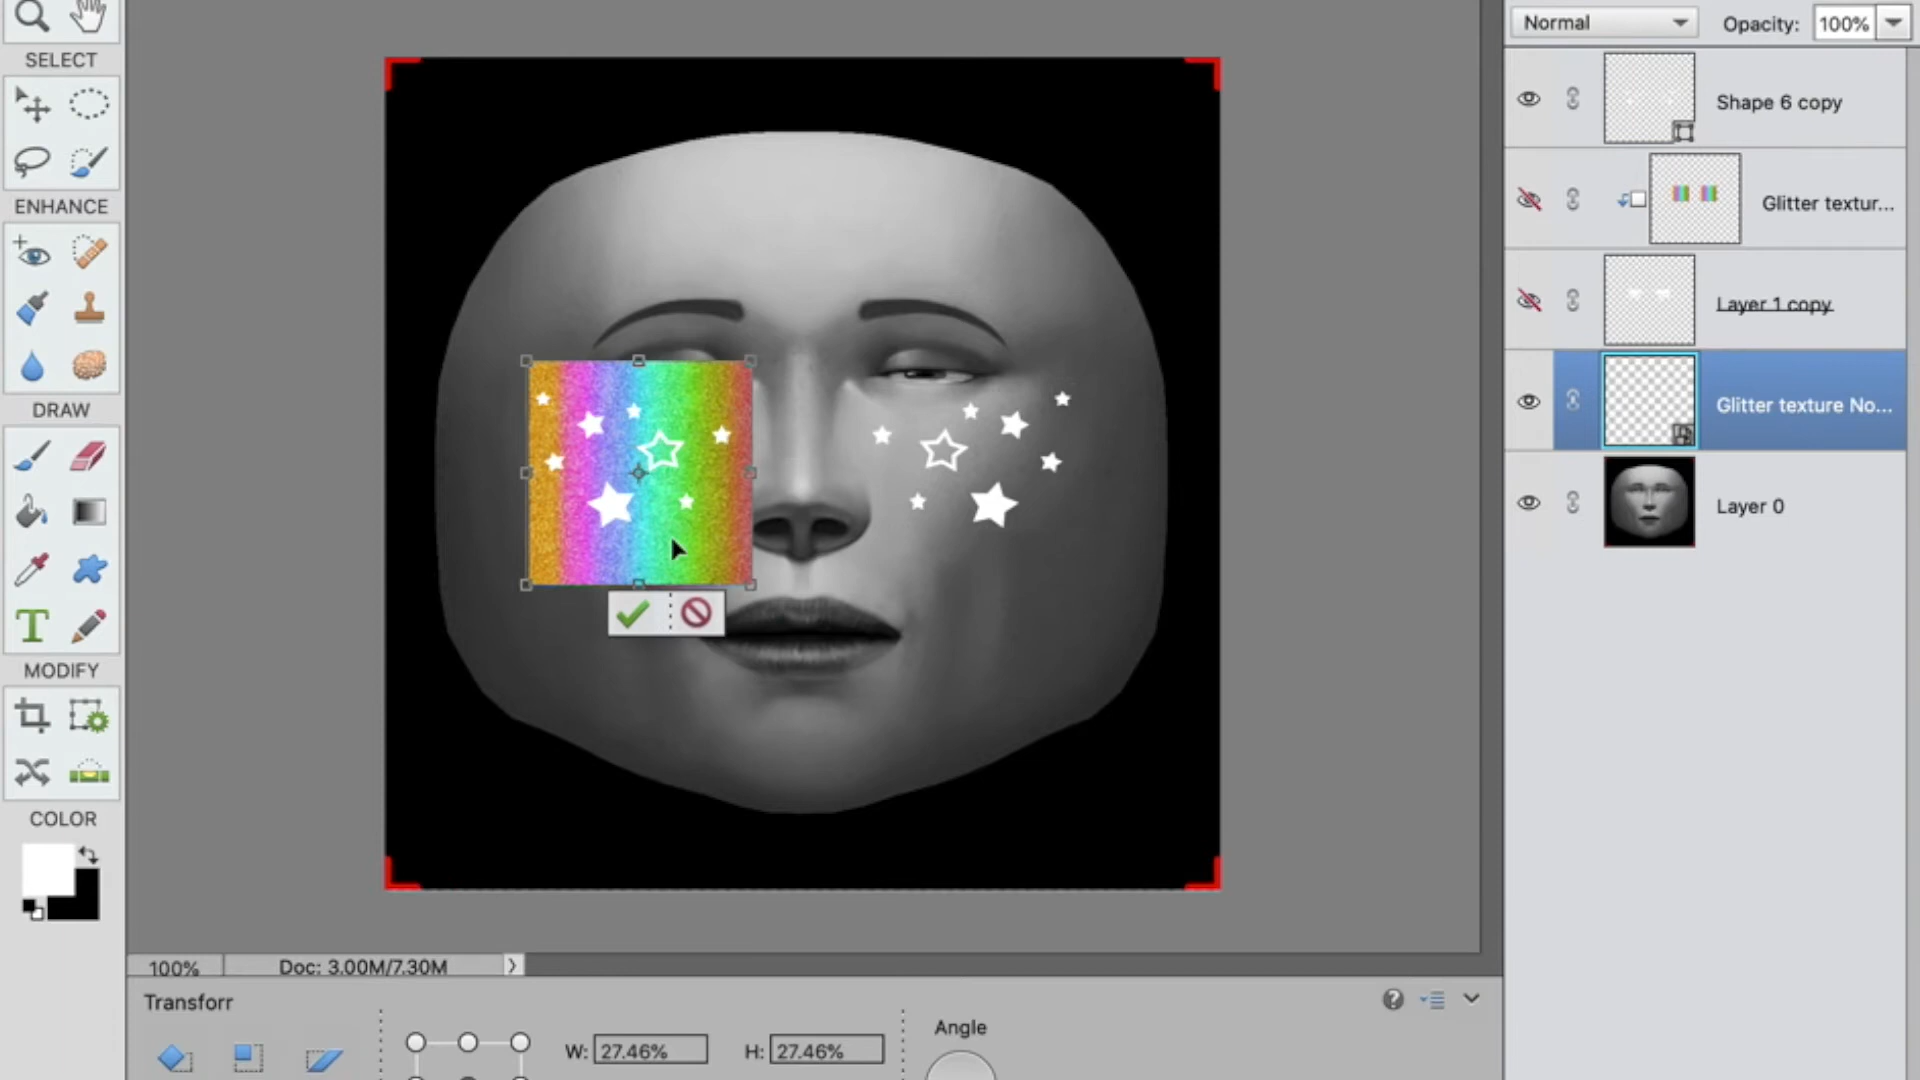 Normal
Opacity: 100%
SELECT
Shape 6 copy
ENHANCE
Glitter textur...
Layer 1 copy
DRAW
Glitter texture No...
Layer 0
MODIFY
COLOR
100%
Doc: 3.00M/7.30M
Transforr
Angle
W: 27.46%
H: 27.46%